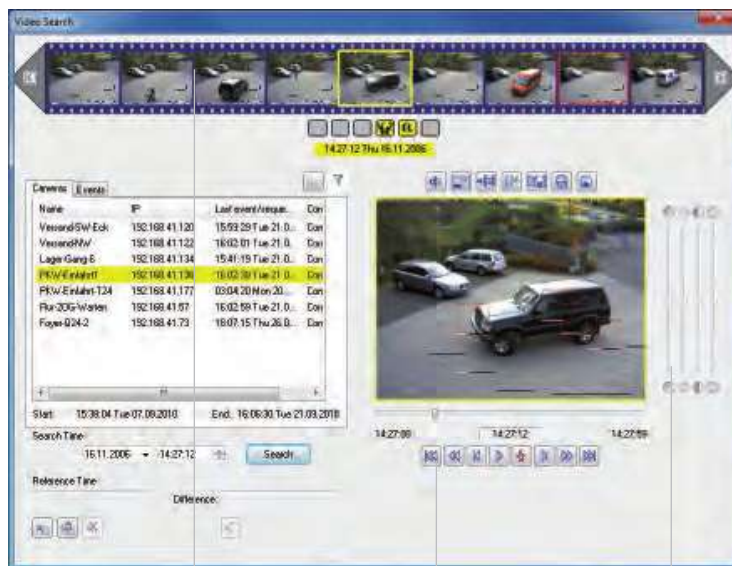 Video Search
14:27:12 Thu 16.11.2006
Cameras Events
Name IP Last event/reque... Con
Versand-SW-Eck 192.168.41.120 15:59:29 Tue 21.0... Con
Versand-NW 192.168.41.122 16:02:01 Tue 21.0... Con
Lager-Gang-6 192.168.41.134 15:41:19 Tue 21.0... Con
PKW-Einfahrt1 192.168.41.136 16:02:30 Tue 21.0... Con
PKW-Einfahrt-T24 192.168.41.177 03:04:20 Mon 20... Con
Flur-2OG-Warten 192.168.41.67 16:02:59 Tue 21.0... Con
Foyer-Q24-2 192.168.41.73 16:07:15 Thu 26.0... Con
Start: 15:38:04 Tue 07.09.2010 End: 16:06:30 Tue 21.09.2010
Search Time:
16.11.2006 14:27:12 Search
Reference Time:
Difference:
14:27:00 14:27:12 14:27:59